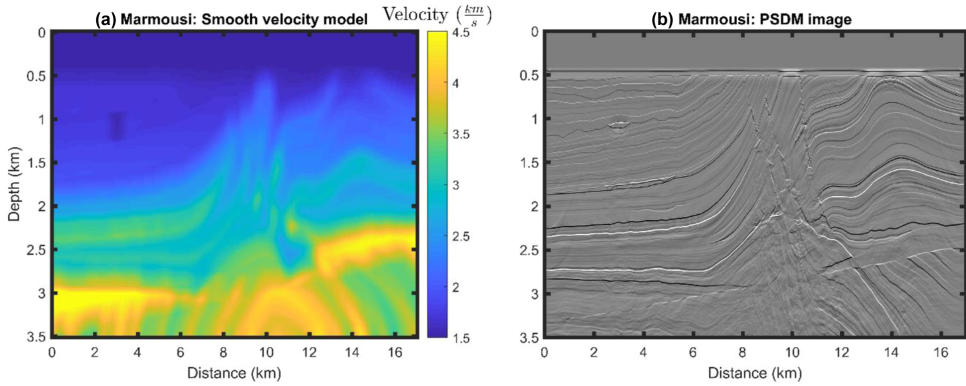 (a) Marmousi: Smooth velocity model
Velocity (km/s)
0
0.5
1
1.5
2
2.5
3
3.5
Depth (km)
0 2 4 6 8 10 12 14 16
Distance (km)
4.5
4
3.5
3
2.5
2
1.5
(b) Marmousi: PSDM image
0
0.5
1
1.5
2
2.5
3
3.5
0 2 4 6 8 10 12 14 16
Distance (km)